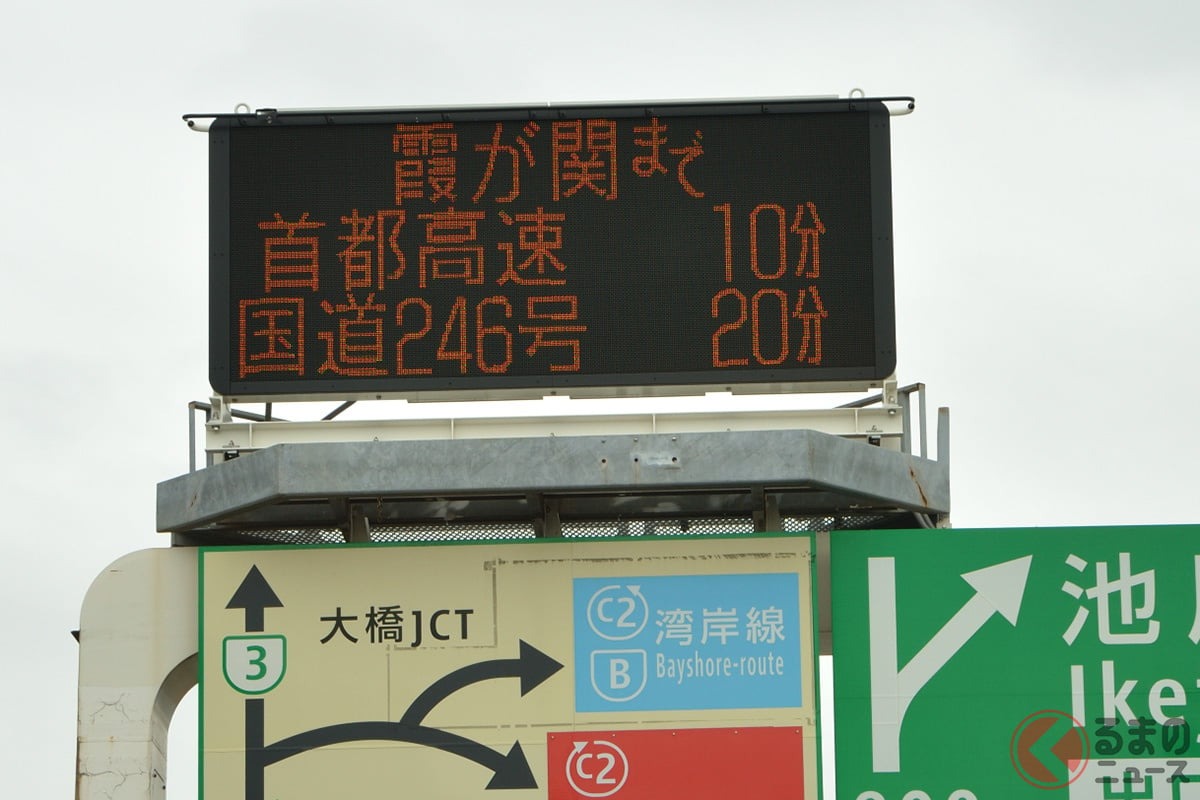 霞が関まで
首都高速 10分
国道246号 20分
大橋JCT
3
C2 湾岸線
B Bayshore-route
C2
池
Ike
くるまの
ニュース